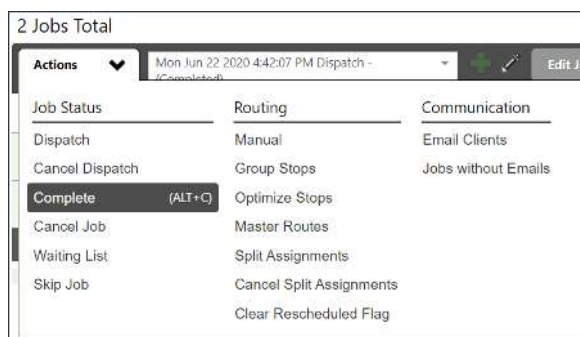 2 Jobs Total
Actions
Mon Jun 22 2020 4:42:07 PM Dispatch -
(Completed)
Edit
Job Status
Routing
Communication
Dispatch
Manual
Email Clients
Cancel Dispatch
Group Stops
Jobs without Emails
Complete (ALT+C)
Optimize Stops
Cancel Job
Master Routes
Waiting List
Split Assignments
Skip Job
Cancel Split Assignments
Clear Rescheduled Flag